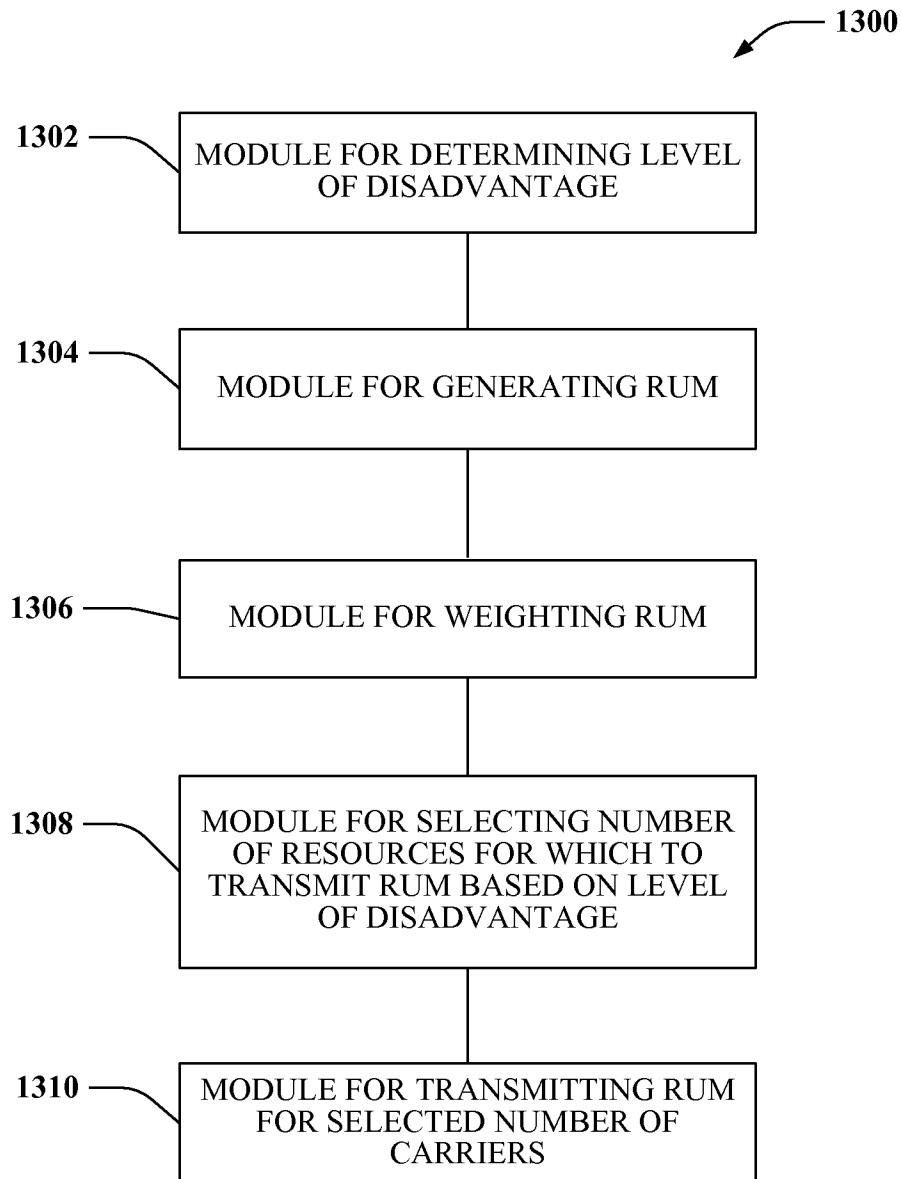 1300
1302
MODULE FOR DETERMINING LEVEL
OF DISADVANTAGE
1304
MODULE FOR GENERATING RUM
1306
MODULE FOR WEIGHTING RUM
1308
MODULE FOR SELECTING NUMBER
OF RESOURCES FOR WHICH TO
TRANSMIT RUM BASED ON LEVEL
OF DISADVANTAGE
1310
MODULE FOR TRANSMITTING RUM
FOR SELECTED NUMBER OF
CARRIERS